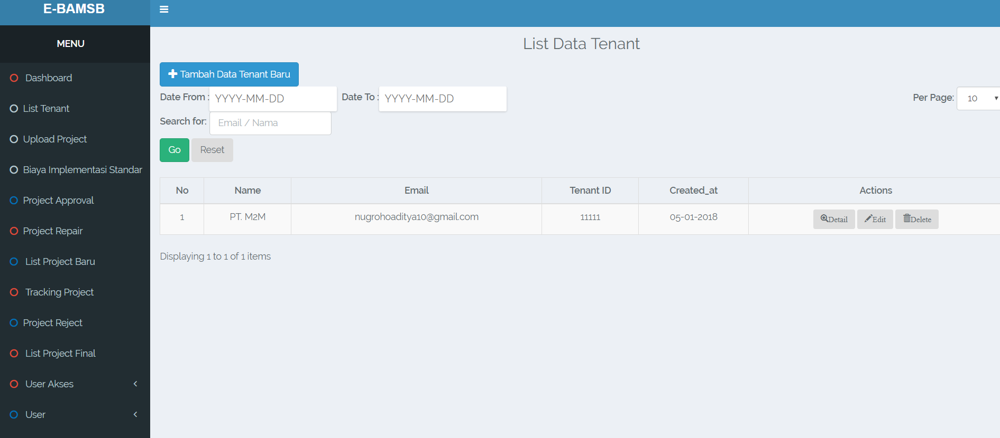 E-BAMSB
MENU
Dashboard
List Tenant
Upload Project
Biaya Implementasi Standar
Project Approval
Project Repair
List Project Baru
Tracking Project
Project Reject
List Project Final
User Akses
User
List Data Tenant
Tambah Data Tenant Baru
Date From : YYYY-MM-DD Date To : YYYY-MM-DD Per Page: 10
Search for: Email / Nama
Go Reset
No Name Email Tenant ID Created_at Actions
1 PT. M2M nugrohoaditya10@gmail.com 11111 05-01-2018 Detail Edit Delete
Displaying 1 to 1 of 1 items